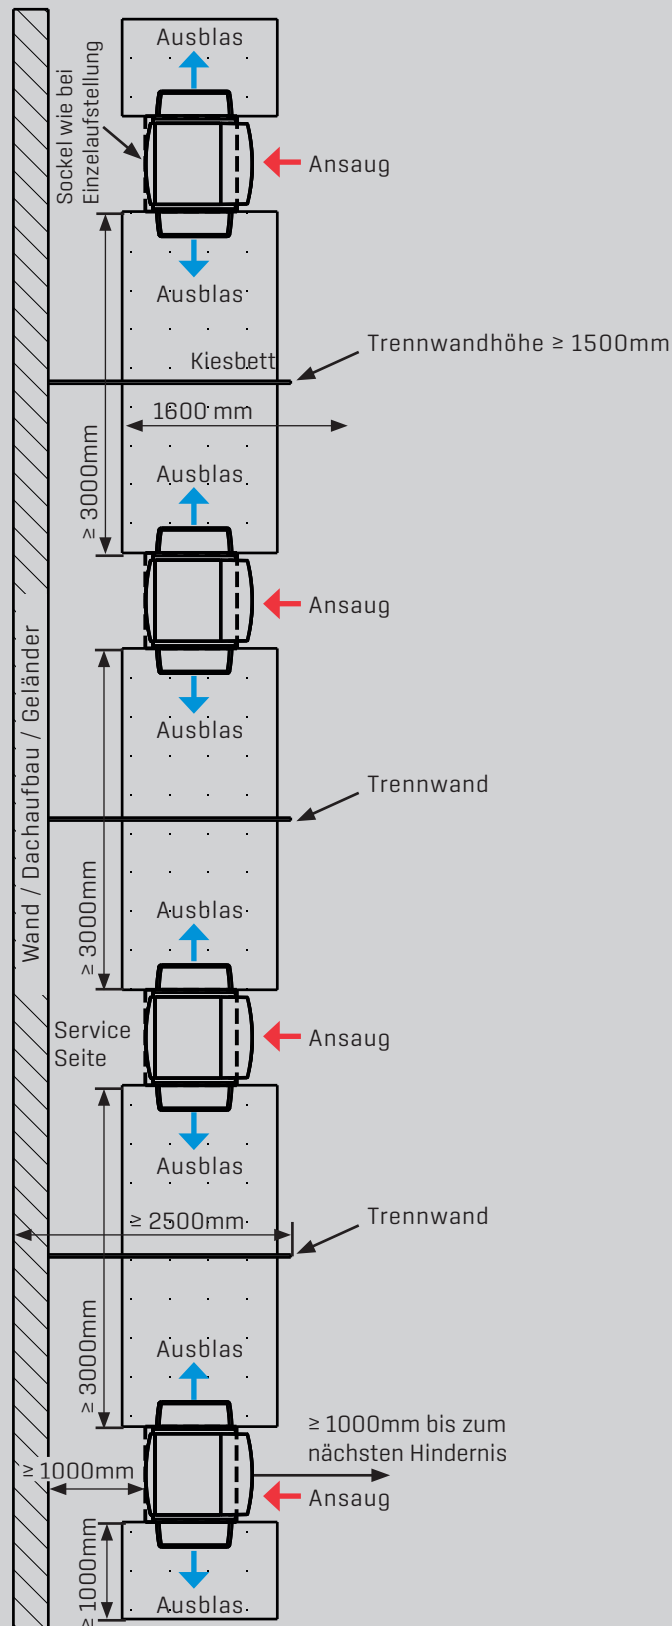 Ausblas
Sockel wie bei
Einzelaufstellung
Ansaug
Ausblas
Trennwandhöhe ≥ 1500mm
Kiesbett
1600 mm
≥ 3000mm
Ausblas
Ansaug
Wand / Dachaufbau / Geländer
Ausblas
Trennwand
≥ 3000mm
Ausblas
Service
Seite
Ansaug
Ausblas
≥ 2500mm
Trennwand
≥ 3000mm
Ausblas
≥ 1000mm bis zum
nächsten Hindernis
≥ 1000mm
Ansaug
≥ 1000mm
Ausblas